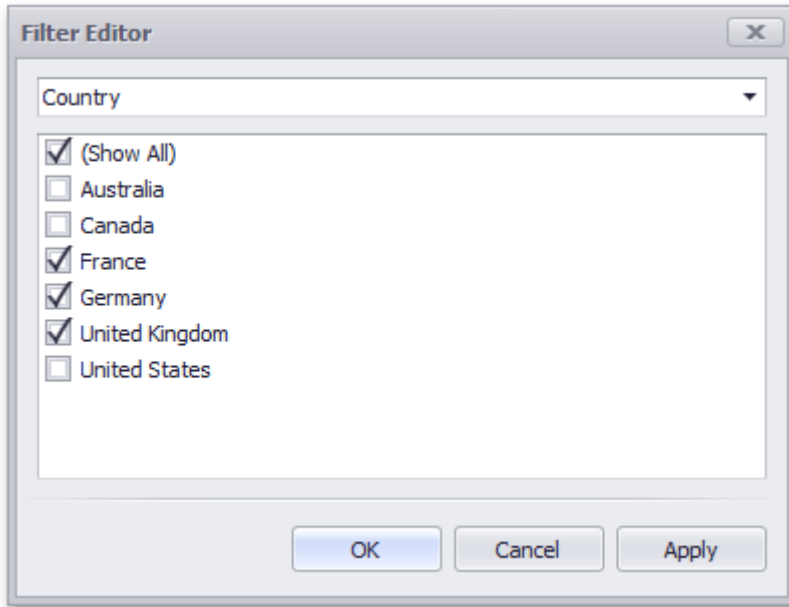 Filter Editor
Country
(Show All)
Australia
Canada
France
Germany
United Kingdom
United States
OK Cancel Apply